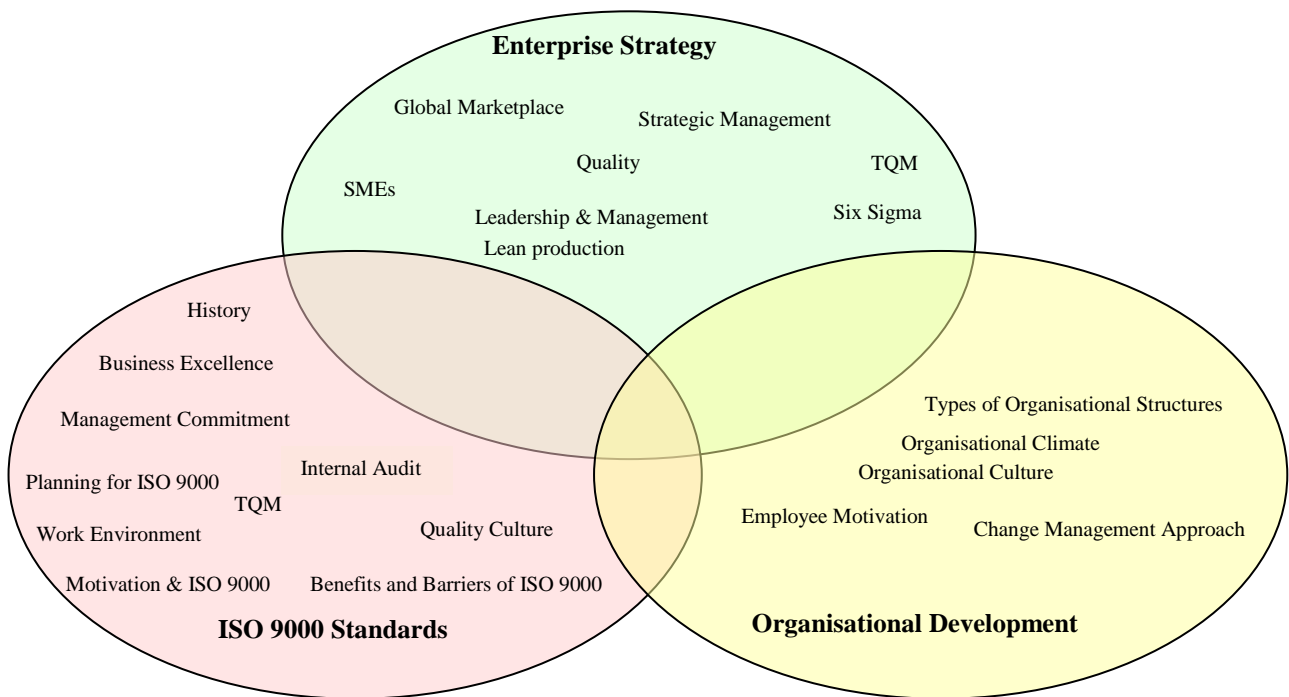 Enterprise Strategy
Global Marketplace
Strategic Management
Quality
TQM
SMEs
Six Sigma
Leadership & Management
Lean production
History
Business Excellence
Management Commitment
Internal Audit
Planning for ISO 9000
TQM
Work Environment
Quality Culture
Motivation & ISO 9000
Benefits and Barriers of ISO 9000
ISO 9000 Standards
Types of Organisational Structures
Organisational Climate
Organisational Culture
Employee Motivation
Change Management Approach
Organisational Development